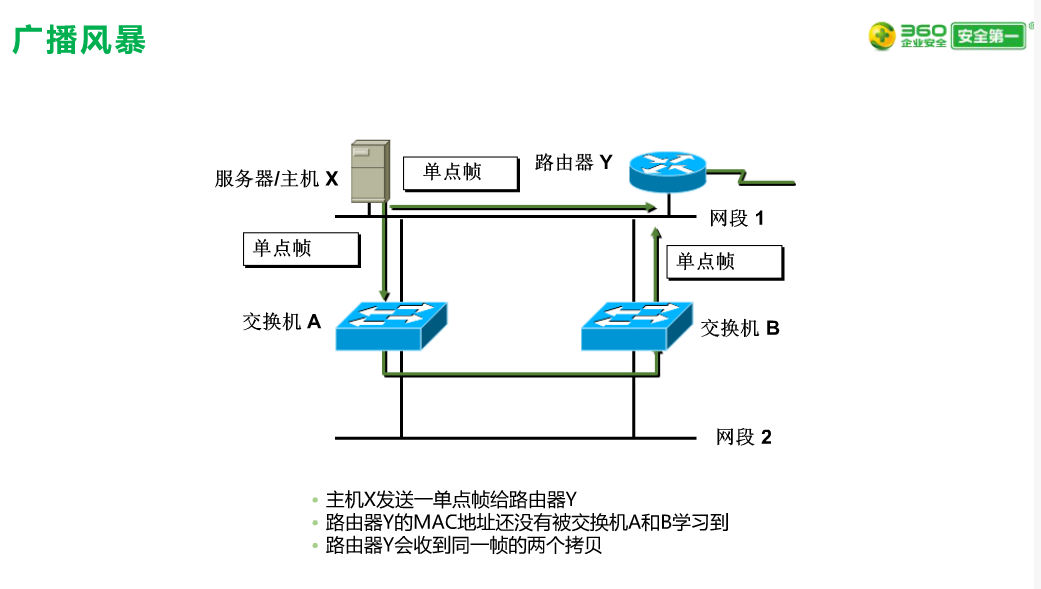 广播风暴
360
企业安全
安全第一
单点帧
路由器 Y
服务器/主机 X
网段 1
单点帧
单点帧
交换机 A
交换机 B
网段 2
• 主机X发送一单点帧给路由器Y
• 路由器Y的MAC地址还没有被交换机A和B学习到
• 路由器Y会收到同一帧的两个拷贝